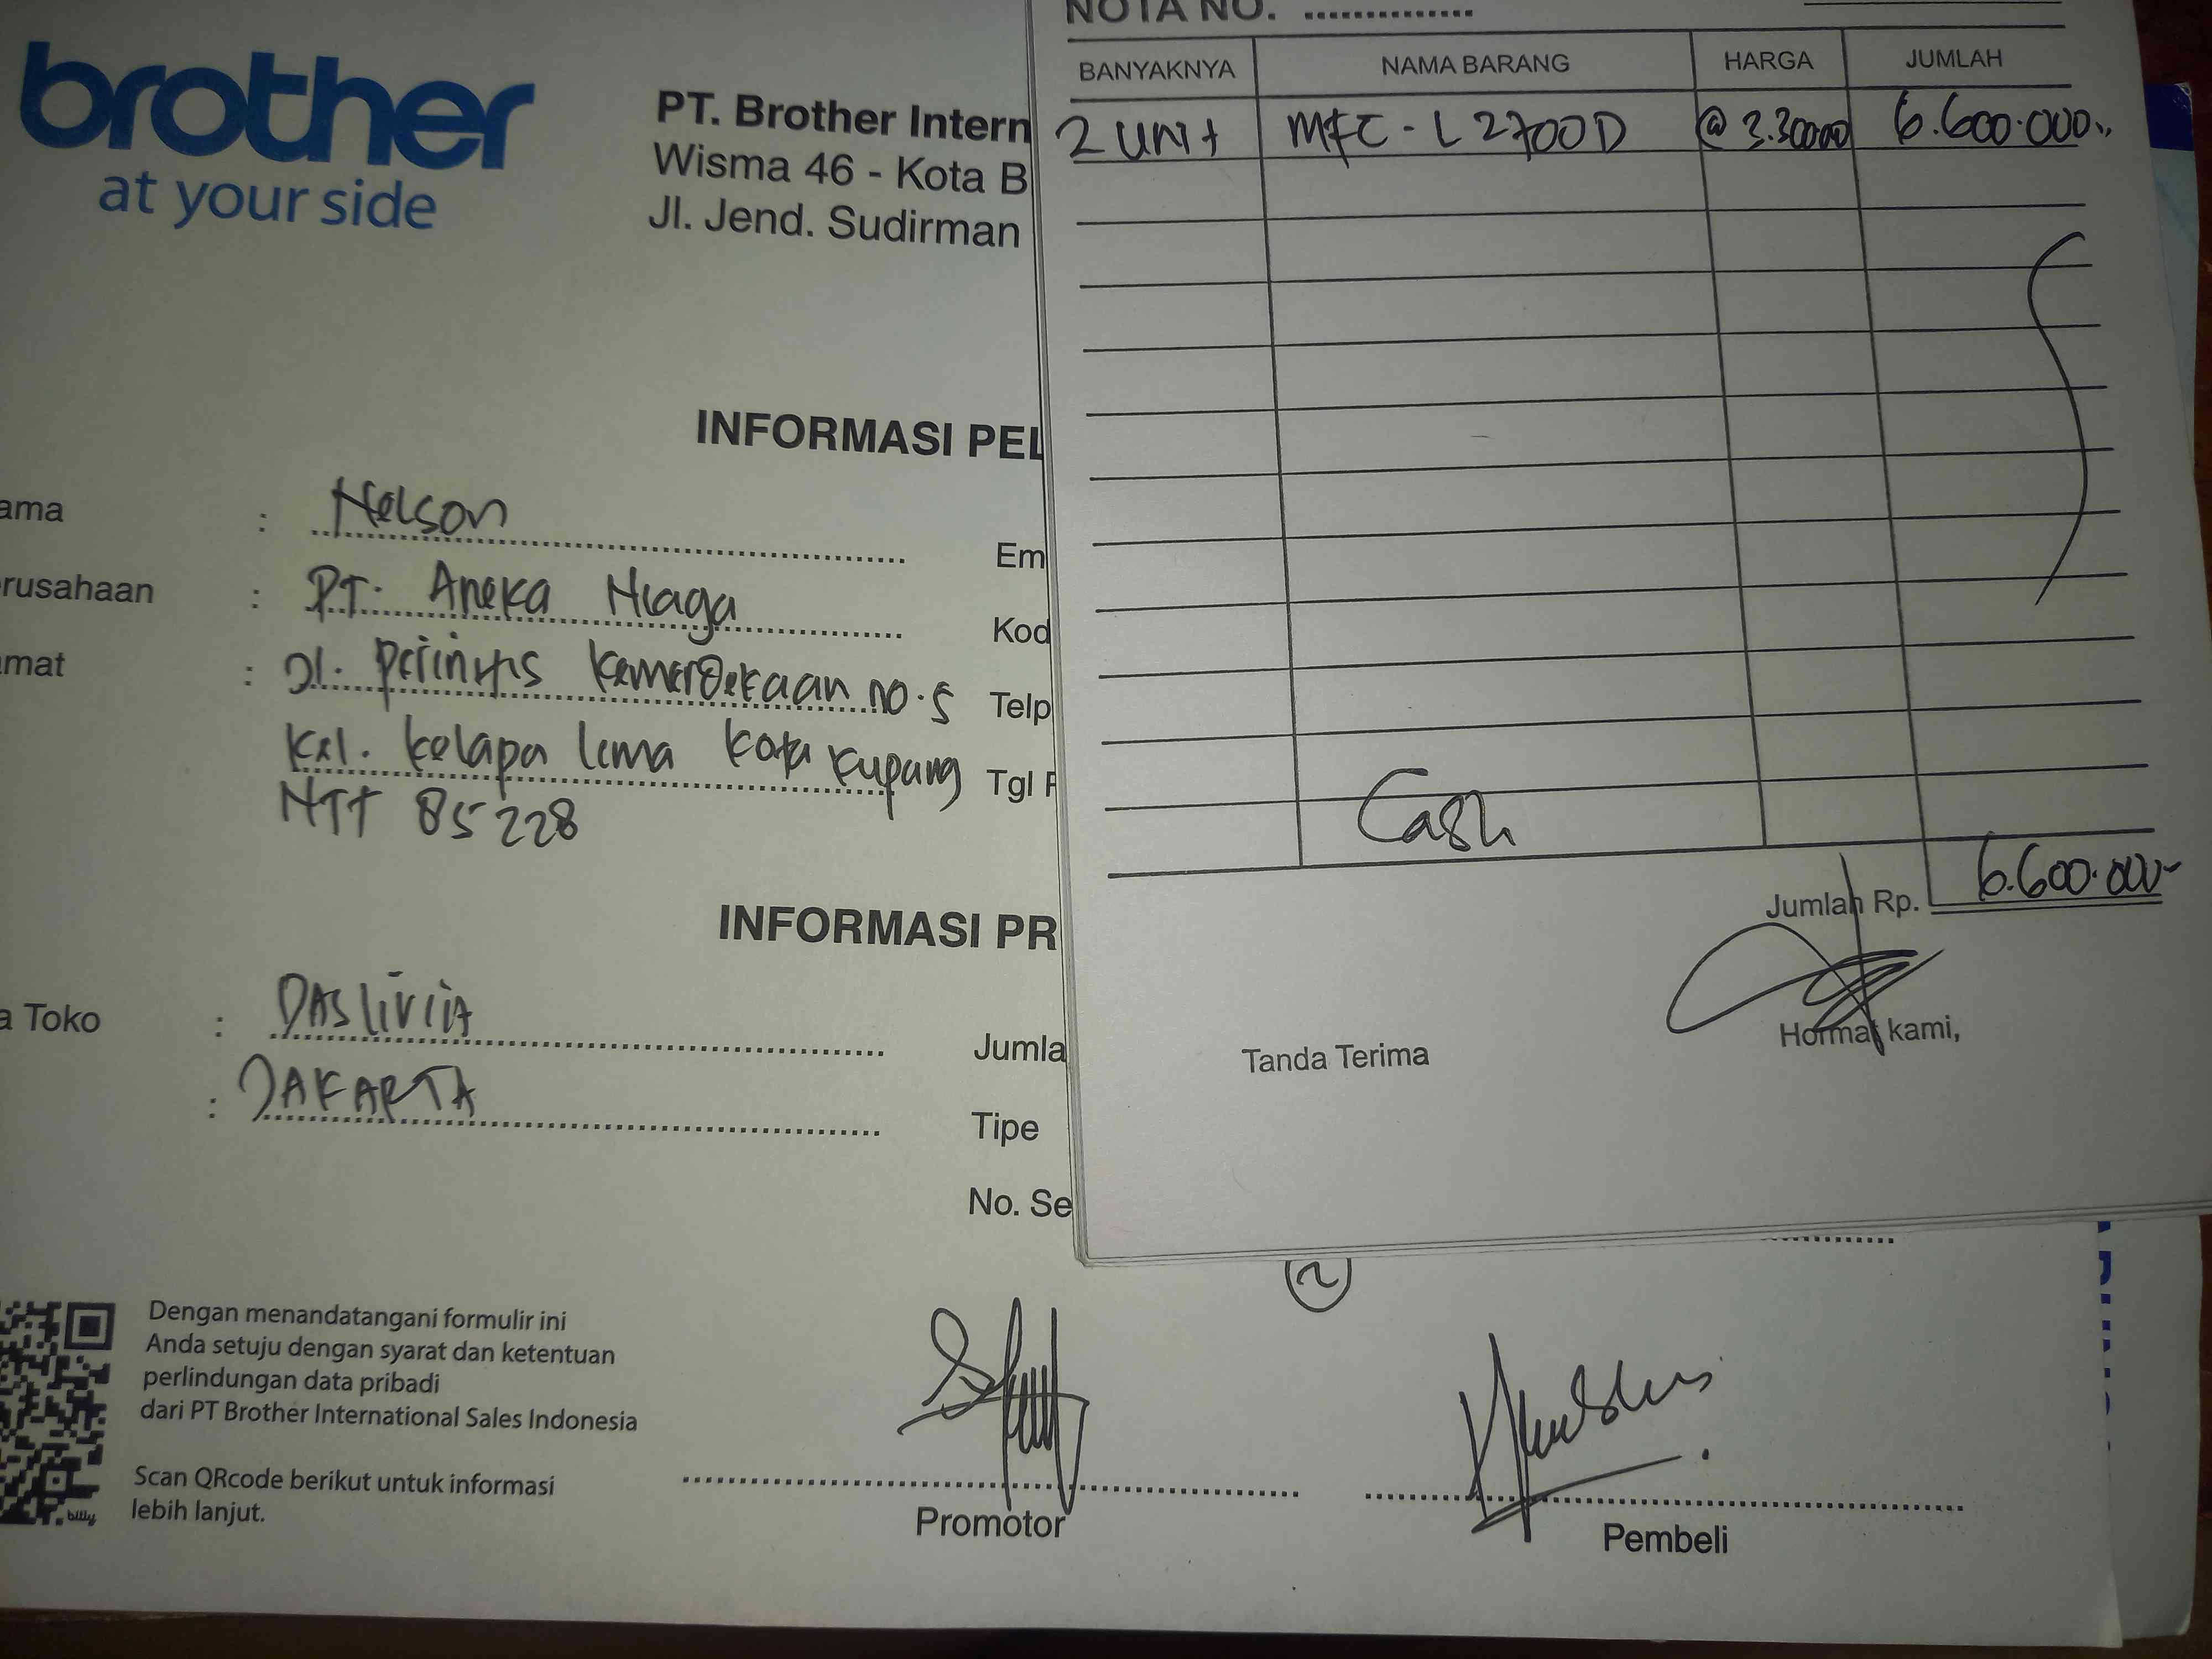 brother
at your side
PT. Brother Intern
Wisma 46 - Kota B
Jl. Jend. Sudirman
INFORMASI PEL
ama : Nelson
Em
rusahaan : PT. Aneka Niaga
Kod
mat : Jl. Perintis Kemerdekaan no. 5
Telp
Kel. Kelapa lima Kota Kupang
Tgl P
NTT 85228
INFORMASI PR
a Toko : DASLIVIA
Jumla
: JAKARTA
Tipe
No. Se
2
Dengan menandatangani formulir ini
Anda setuju dengan syarat dan ketentuan
perlindungan data pribadi
dari PT Brother International Sales Indonesia
Scan QRcode berikut untuk informasi
lebih lanjut.
billy
Promotor
Pembeli
NOTA NO. ..............
BANYAKNYA NAMA BARANG HARGA JUMLAH
2 unit MFC - L2700D @ 3.300000 6.600.000.,
Cash
Jumlah Rp. 6.600.000-
Tanda Terima
Hormat kami,